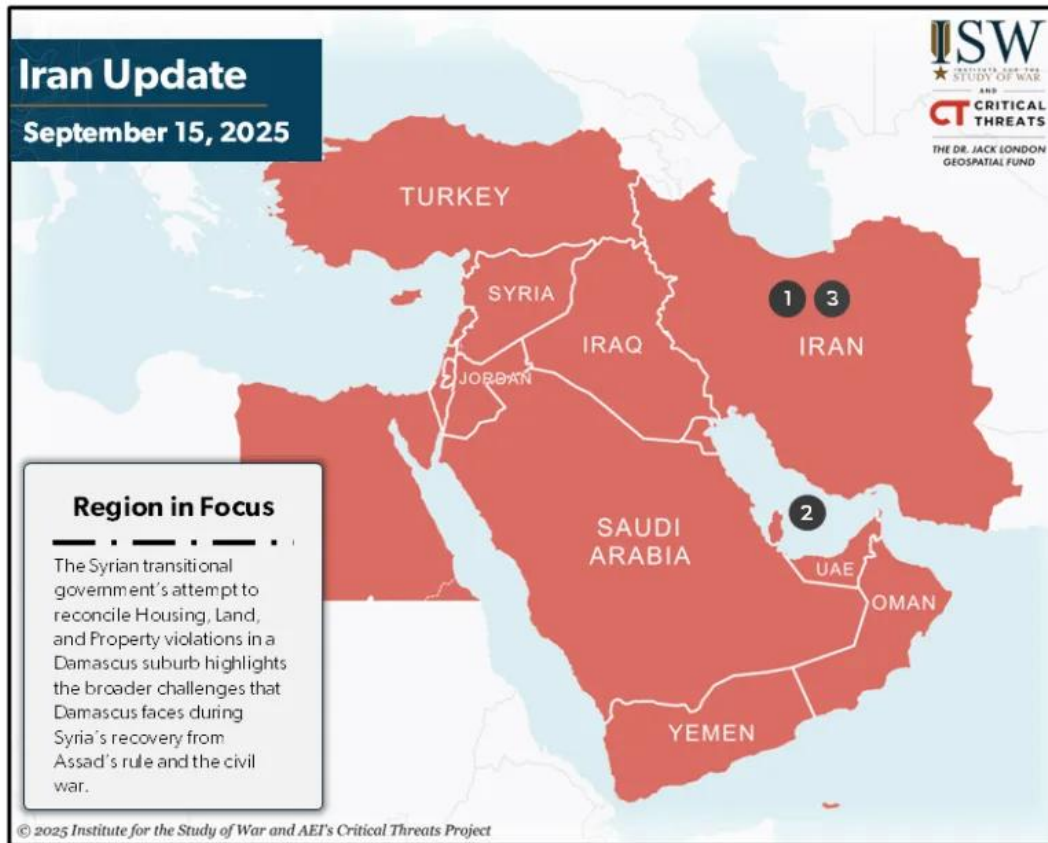 Iran Update
September 15, 2025
ISW
INSTITUTE FOR THE
STUDY OF WAR
AND
CT CRITICAL
THREATS
THE DR. JACK LONDON
GEOSPATIAL FUND
TURKEY
SYRIA
IRAQ
JORDAN
1
3
IRAN
2
SAUDI
ARABIA
UAE
OMAN
YEMEN
Region in Focus
The Syrian transitional
government's attempt to
reconcile Housing, Land,
and Property violations in a
Damascus suburb highlights
the broader challenges that
Damascus faces during
Syria's recovery from
Assad's rule and the civil
war.
© 2025 Institute for the Study of War and AEI's Critical Threats Project